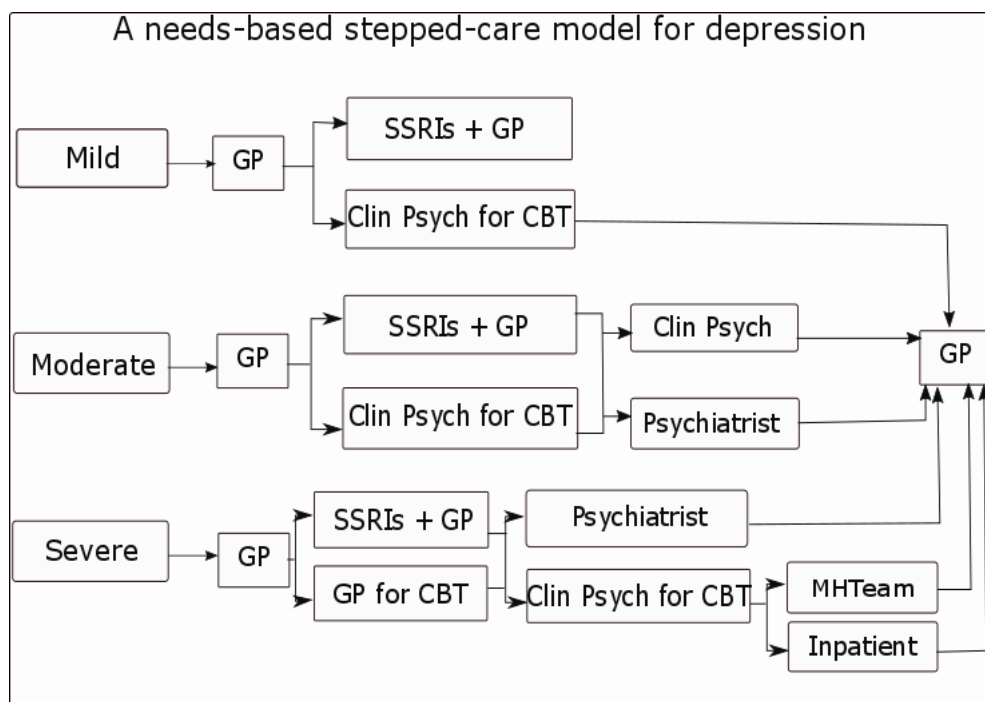 A needs-based stepped-care model for depression
SSRIs + GP
Mild
GP
Clin Psych for CBT
SSRIs + GP
Clin Psych
Moderate
GP
GP
Clin Psych for CBT
Psychiatrist
SSRIs + GP
Psychiatrist
Severe
GP
GP for CBT
Clin Psych for CBT
MHTeam
Inpatient